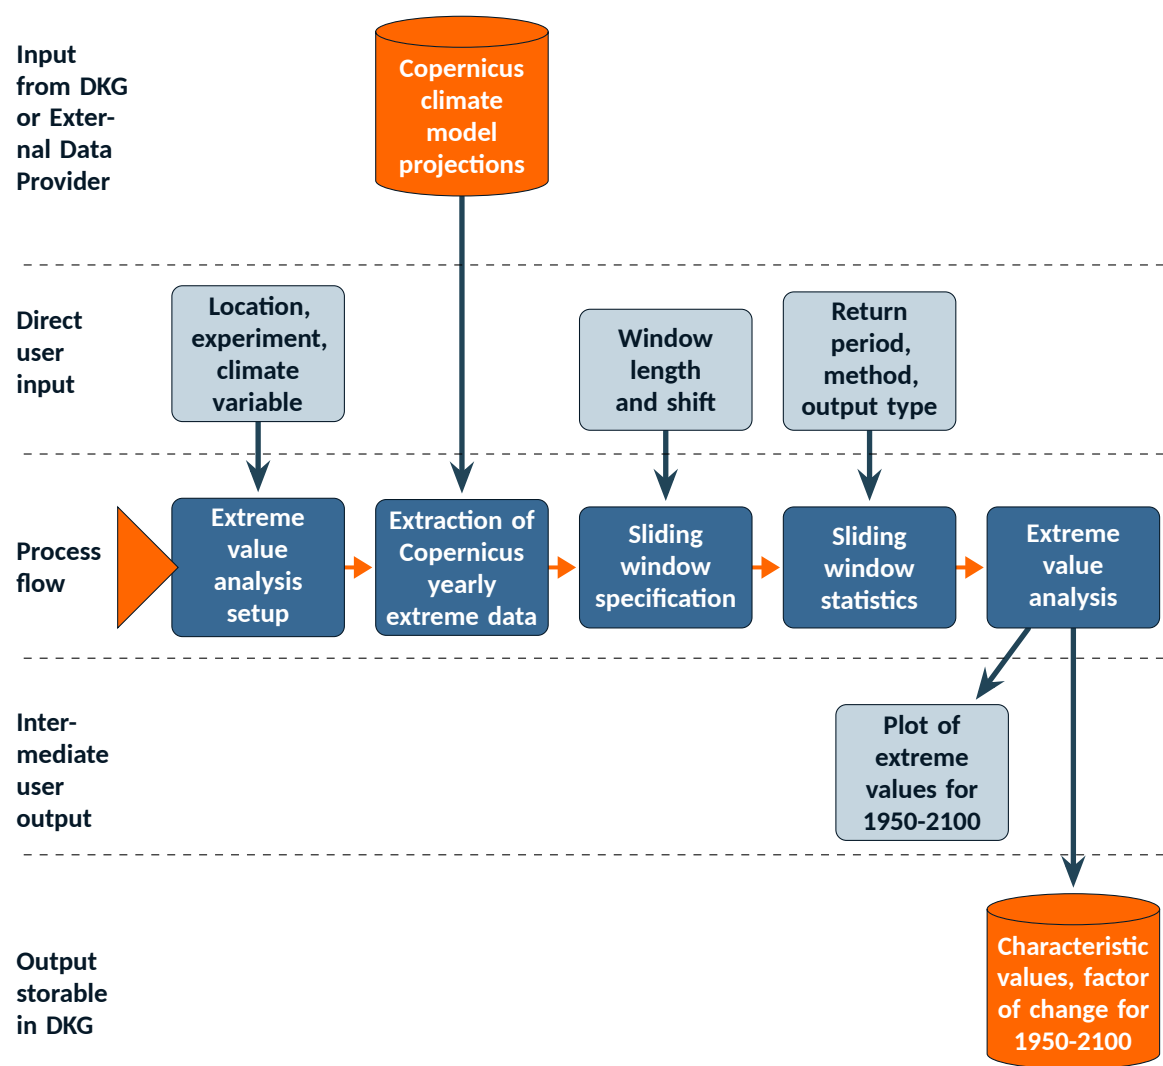 Input
from DKG
or Exter-
nal Data
Provider
Copernicus
climate
model
projections
Direct
user
input
Location,
experiment,
climate
variable
Window
length
and shift
Return
period,
method,
output type
Process
flow
Extreme
value
analysis
setup
Extraction of
Copernicus
yearly
extreme data
Sliding
window
specification
Sliding
window
statistics
Extreme
value
analysis
Inter-
mediate
user
output
Plot of
extreme
values for
1950-2100
Output
storable
in DKG
Characteristic
values, factor
of change for
1950-2100